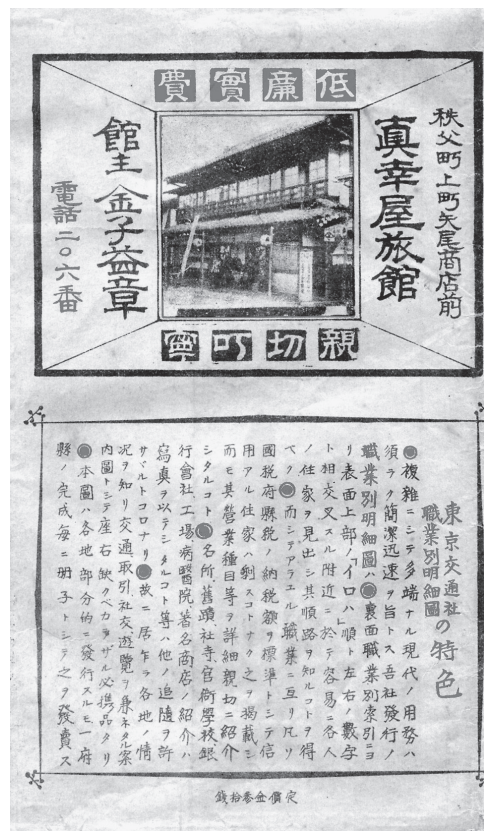 低廉實費
秩父町上町矢尾商店前
真幸屋旅館
館主 金子益章
電話二〇六番
親切叮寧
東京交通社
職業別明細圖の特色
●複雜ニシテ多端ナル現代ノ用務ハ
須ラク簡潔迅速ヲ旨トス吾社發行ノ
職業別明細圖ハ●裏面職業別索引ニヨ
リ表面上部ノ「イロハ」順ト左右ノ數字
ト相交叉スル附近ニ於テ容易ニ各人
ノ住家ヲ見出シ其順路ヲ知ルコトヲ得
ベク●而シテアラユル職業ニ亙リ凡ソ
國税府縣税ノ納税額ヲ標準トシテ信
用アル住家ハ剩スコトナク之ヲ揭載シ
而モ其營業種目等ヲ詳細親切ニ紹介
シタルコト●名所、舊蹟、社寺官衙學校銀
行會社、工場病醫院、著名商店ノ紹介ハ
寫真ヲ以テシタルコト等ハ他ノ追隨ヲ許
サヾルトコロナリ●故ニ居乍ラ各地ノ情
况ヲ知リ交通取引、社交、遊覽ヲ兼ネタル案
内圖トシテ座右缺クベカラザル必携品タリ
●本圖ハ各地部分的ニ發行スルモ一府
縣ノ完成每ニ册子トシテ之ヲ發賣ス
定價金參拾錢